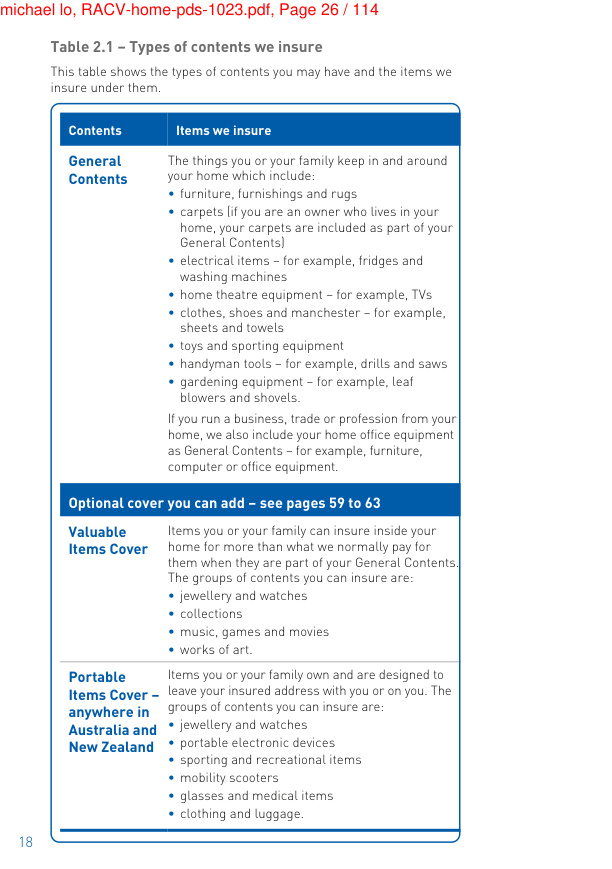 michael lo, RACV-home-pds-1023.pdf, Page 26 / 114
Table 2.1 – Types of contents we insure
This table shows the types of contents you may have and the items we
insure under them.
Contents
Items we insure
General
Contents
The things you or your family keep in and around
your home which include:
• furniture, furnishings and rugs
• carpets (if you are an owner who lives in your
home, your carpets are included as part of your
General Contents)
• electrical items – for example, fridges and
washing machines
• home theatre equipment – for example, TVs
• clothes, shoes and manchester – for example,
sheets and towels
• toys and sporting equipment
• handyman tools – for example, drills and saws
• gardening equipment – for example, leaf
blowers and shovels.
If you run a business, trade or profession from your
home, we also include your home office equipment
as General Contents – for example, furniture,
computer or office equipment.
Optional cover you can add – see pages 59 to 63
Valuable
Items Cover
Items you or your family can insure inside your
home for more than what we normally pay for
them when they are part of your General Contents.
The groups of contents you can insure are:
• jewellery and watches
• collections
• music, games and movies
• works of art.
Portable
Items Cover –
anywhere in
Australia and
New Zealand
Items you or your family own and are designed to
leave your insured address with you or on you. The
groups of contents you can insure are:
• jewellery and watches
• portable electronic devices
• sporting and recreational items
• mobility scooters
• glasses and medical items
• clothing and luggage.
18